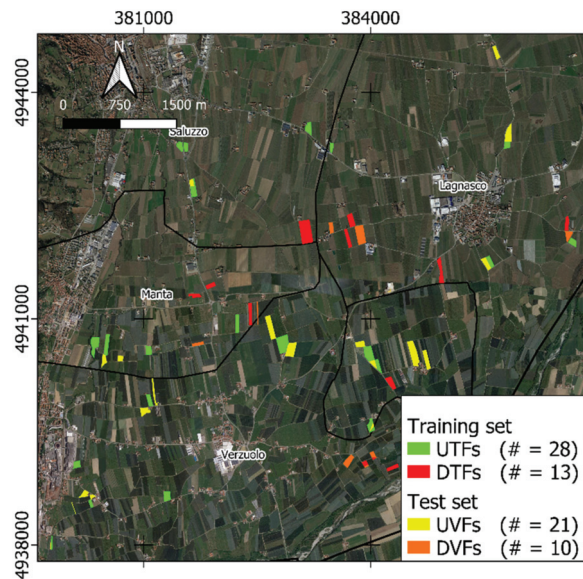 381000 384000
4944000
N
0 750 1500 m
Saluzzo
Lagnasco
Manta
4941000
Verzuolo
4938000
Training set
UTFs (# = 28)
DTFs (# = 13)
Test set
UVFs (# = 21)
DVFs (# = 10)